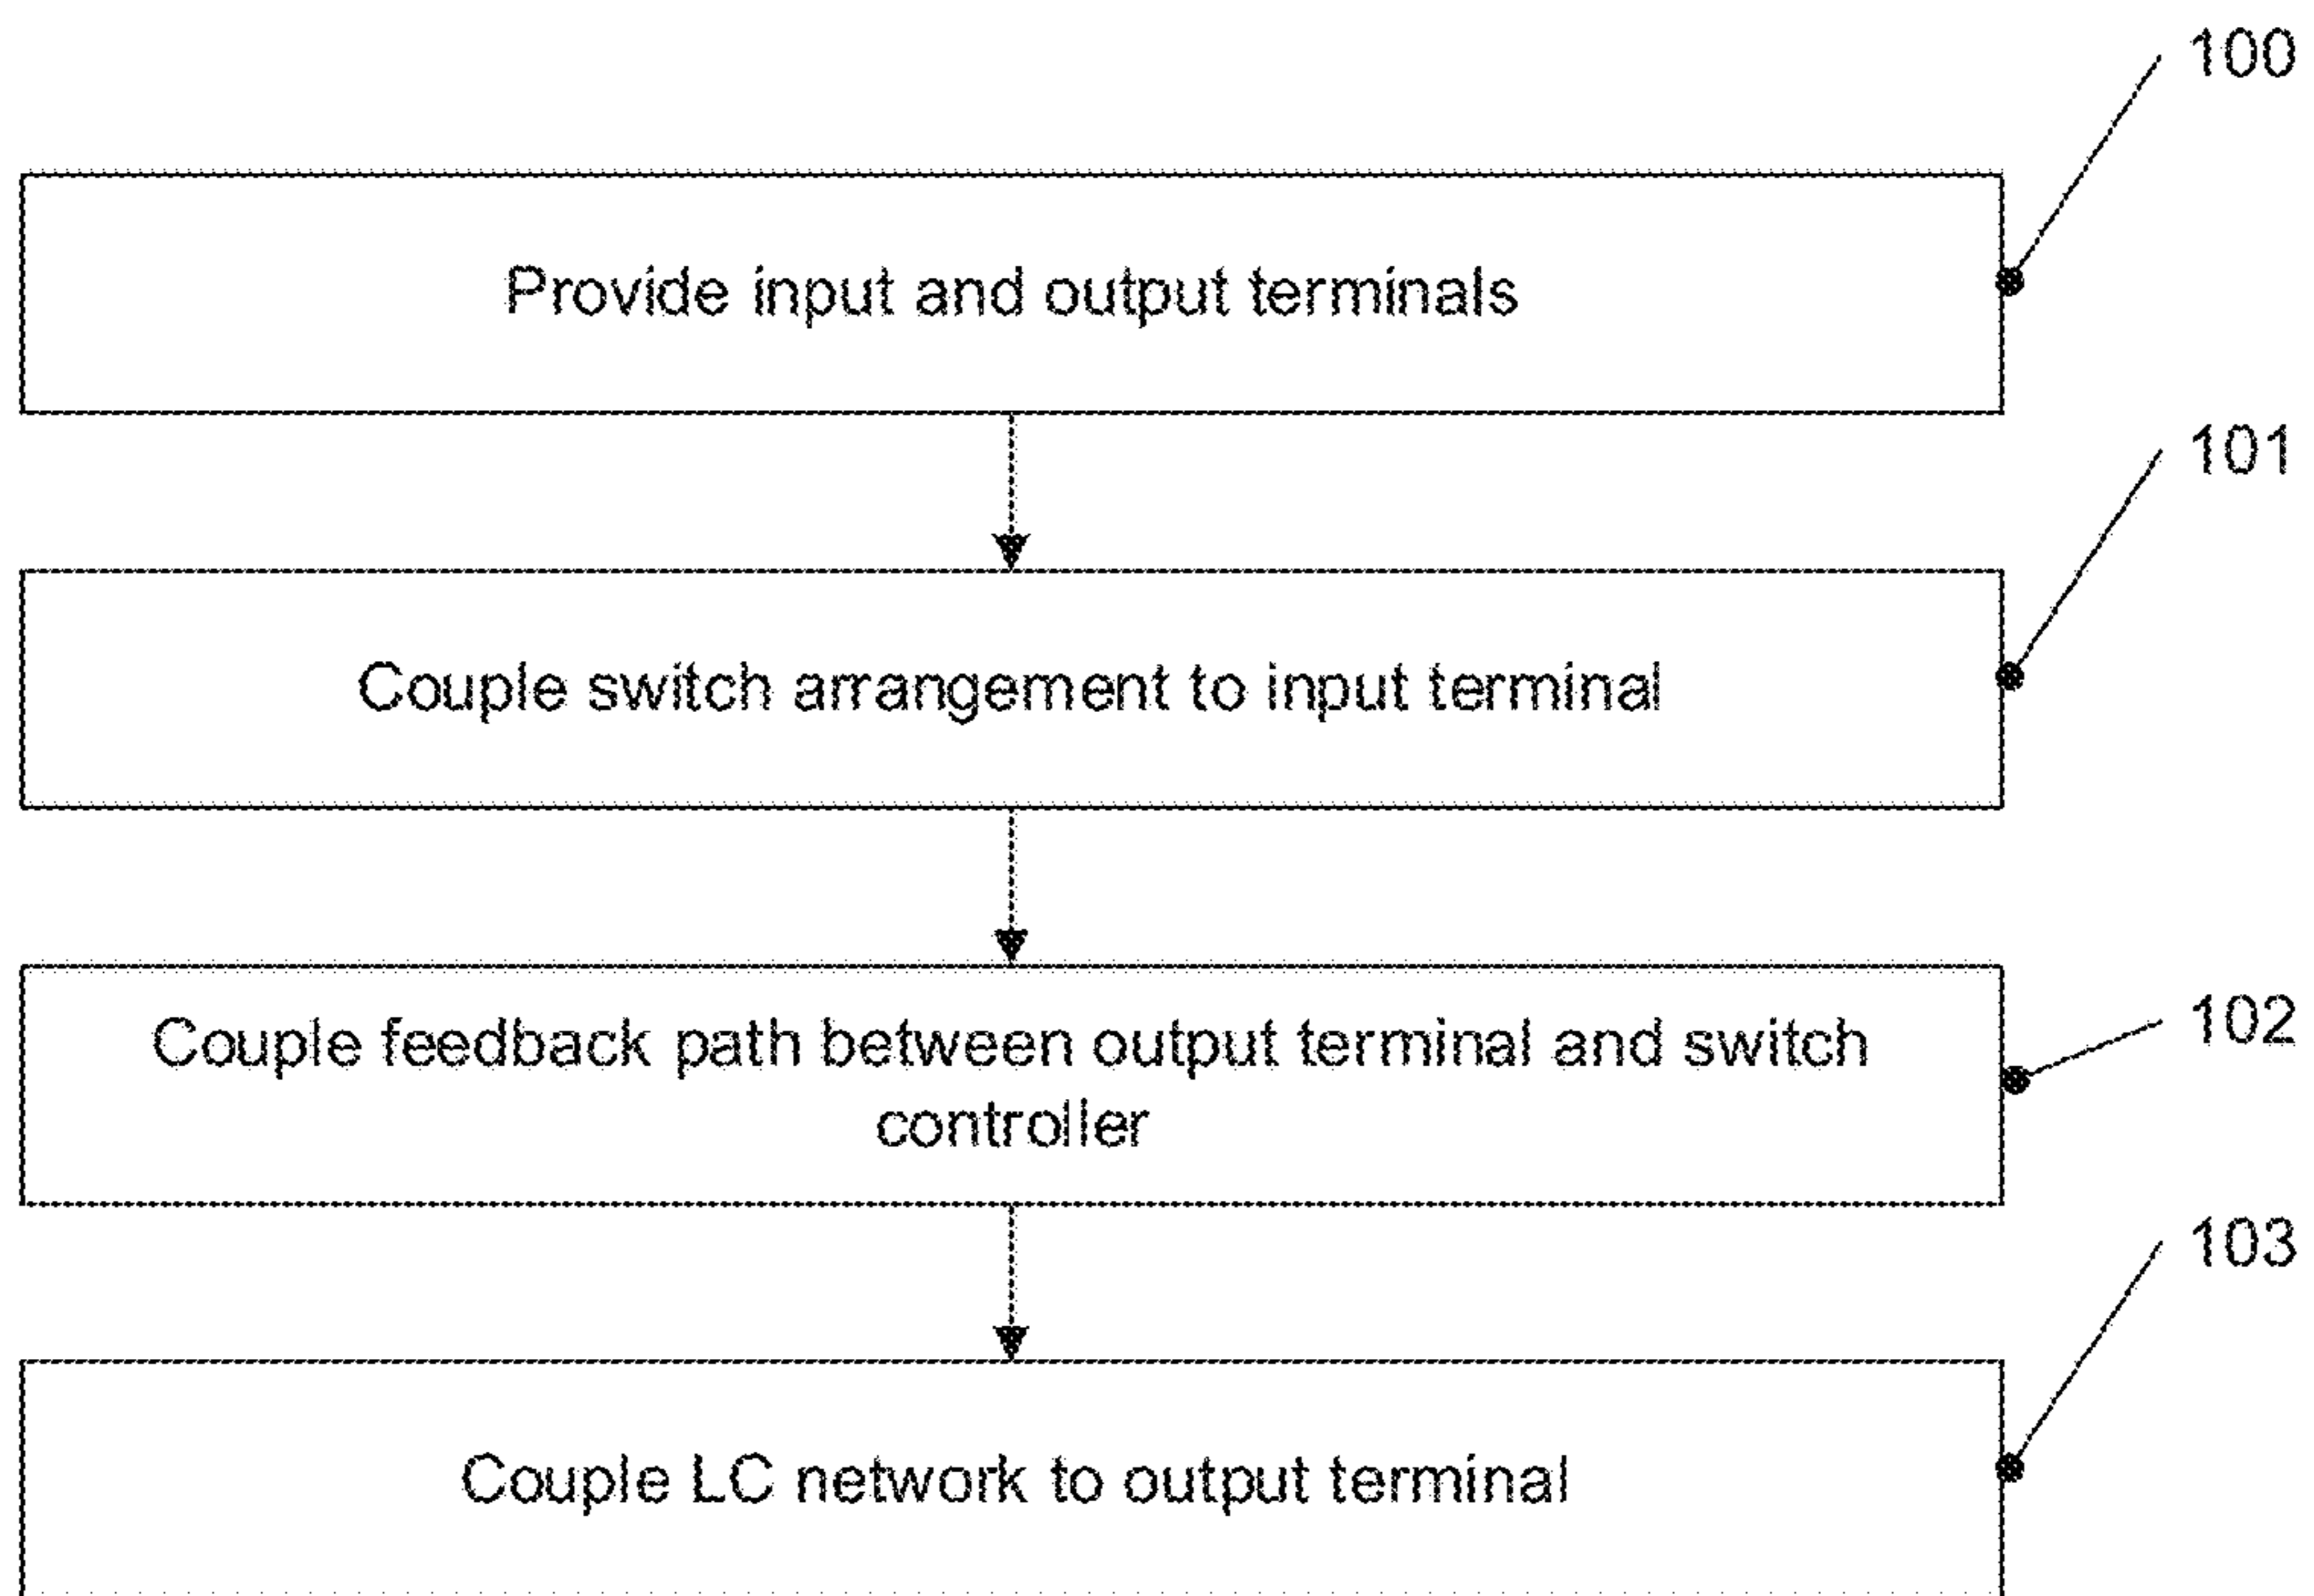 100
Provide input and output terminals
101
Couple switch arrangement to input terminal
102
Couple feedback path between output terminal and switch
controller
103
Couple LC network to output terminal